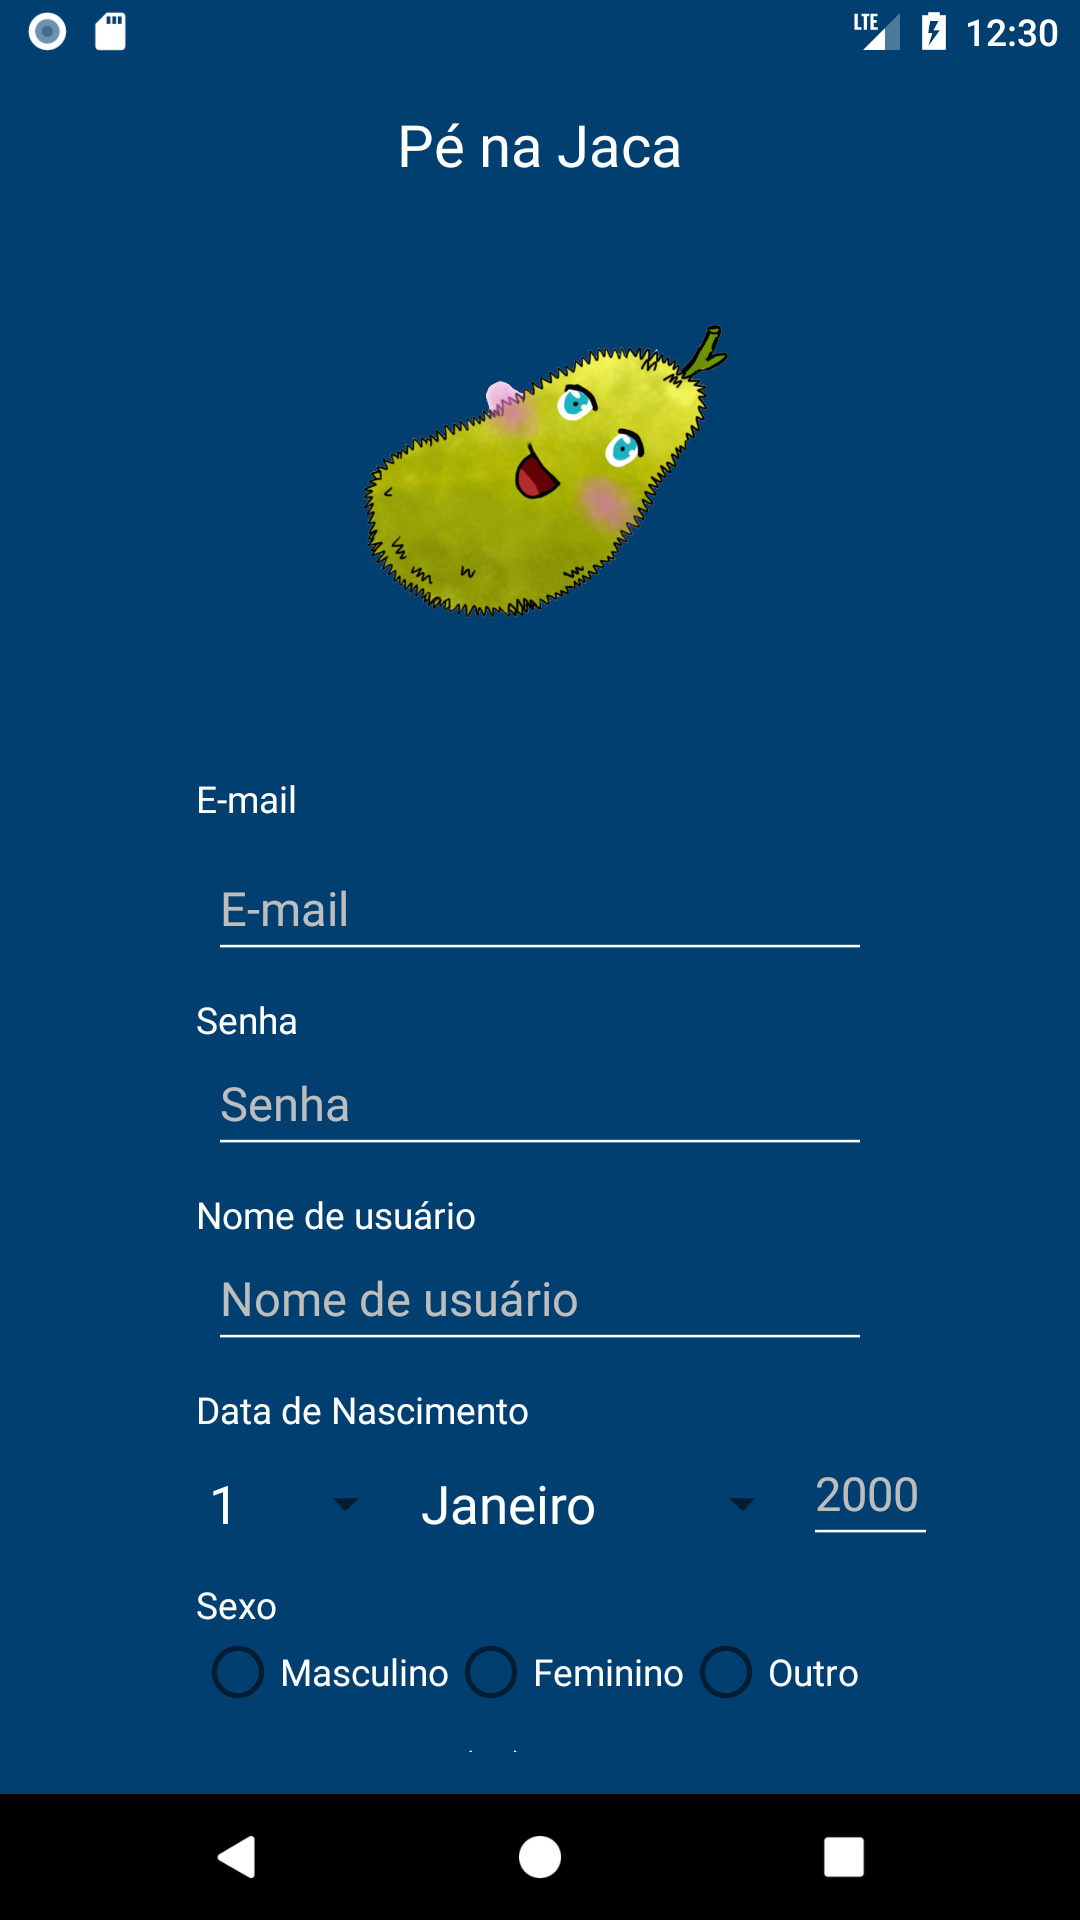 LTE 12:30
Pé na Jaca
E-mail
E-mail
Senha
Senha
Nome de usuário
Nome de usuário
Data de Nascimento
1 Janeiro 2000
Sexo
Masculino Feminino Outro